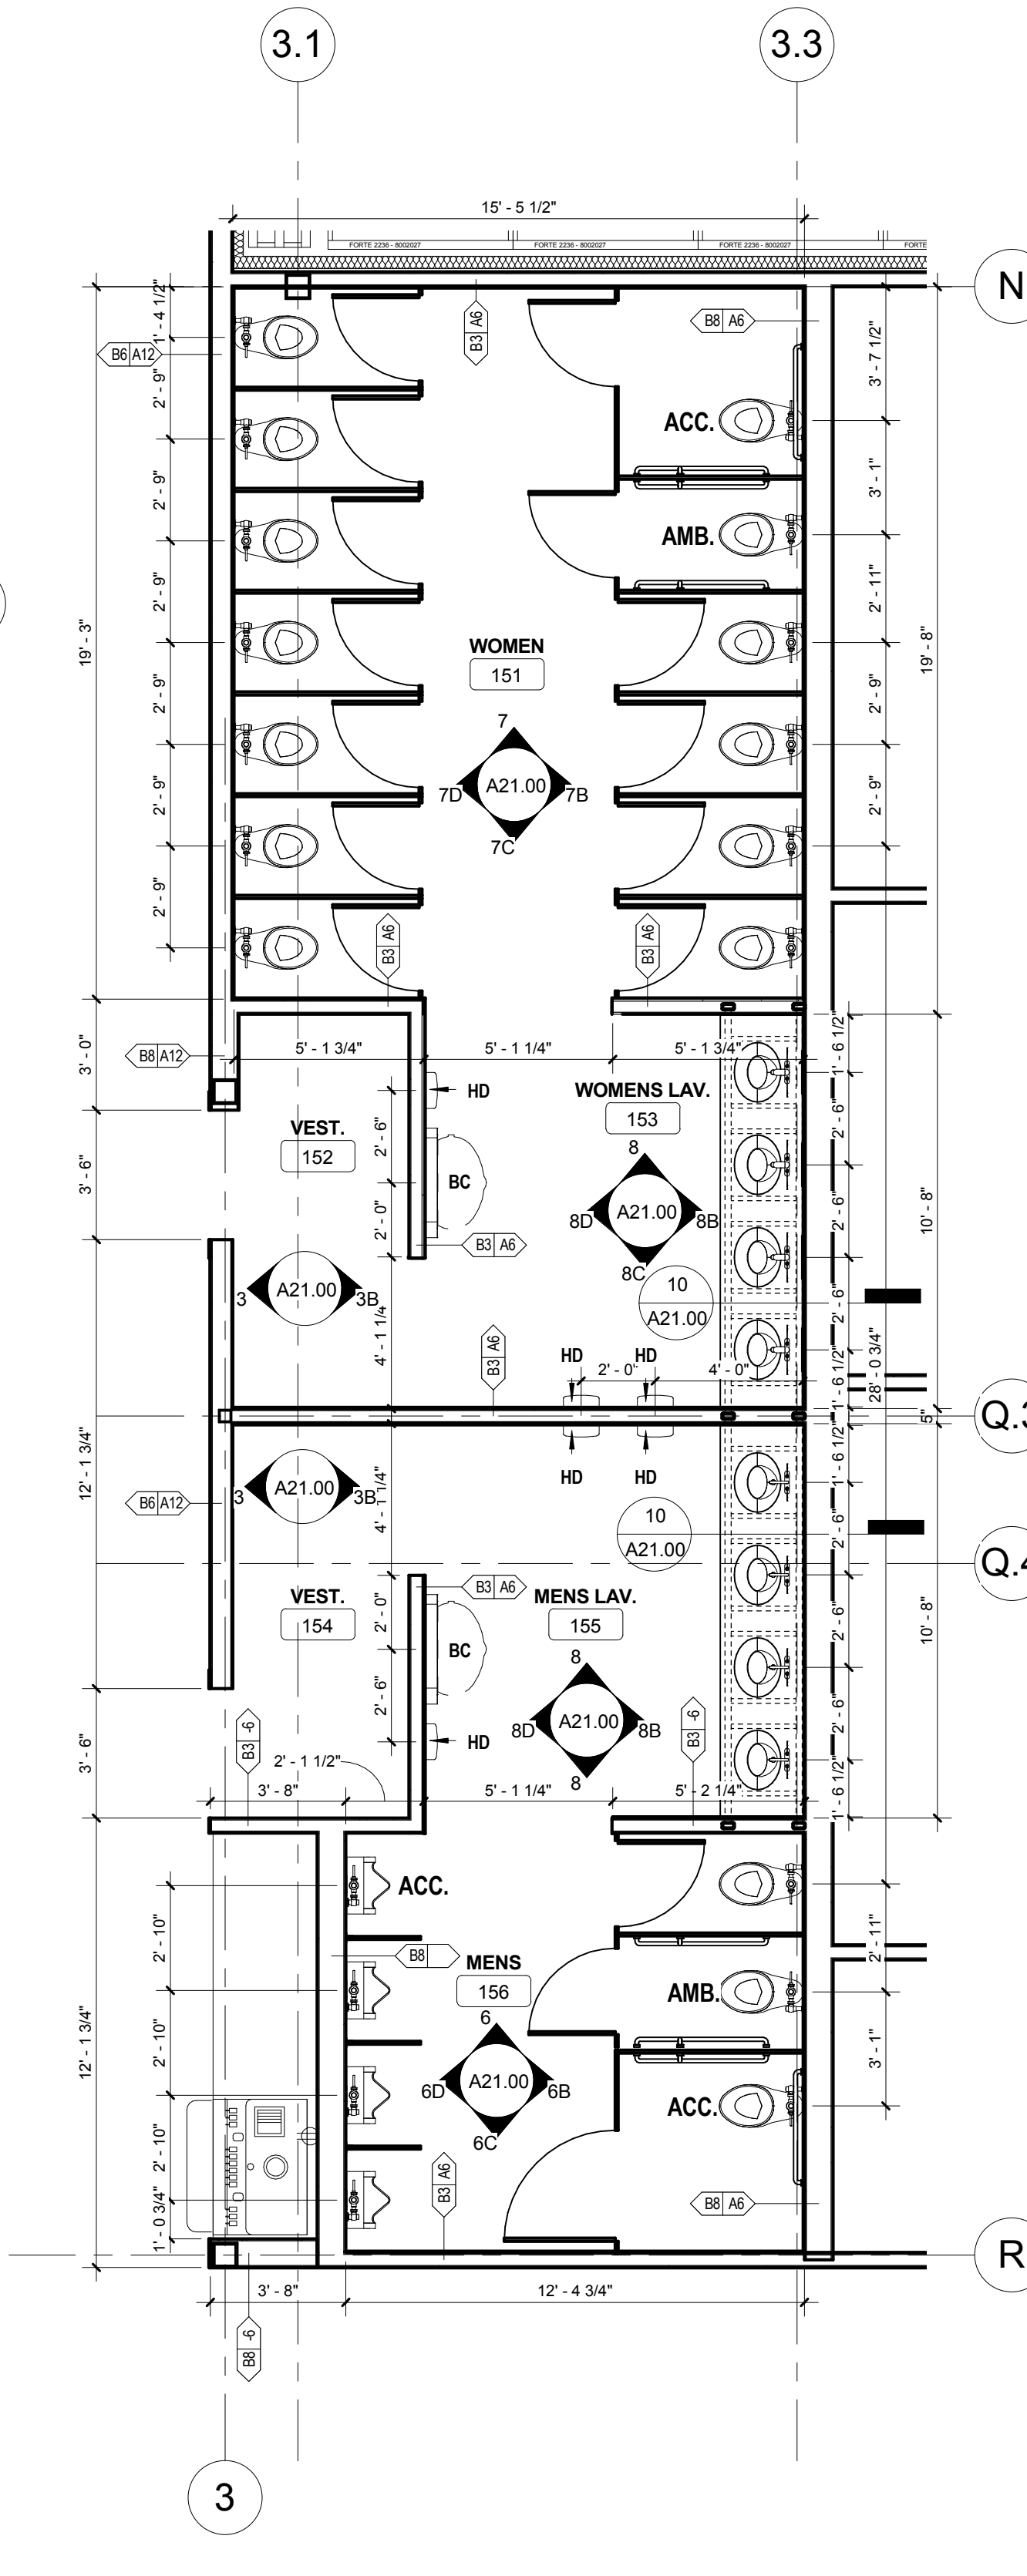 3.1
3.3
15' - 5 1/2"
FORTE 2236 - 8002027
FORTE 2236 - 8002027
FORTE 2236 - 8002027
FORTE
N
1' - 4 1/2"
B3 A6
B8 A6
B6 A12
3' - 7 1/2"
2' - 9"
ACC.
2' - 9"
3' - 1"
AMB.
2' - 9"
2' - 11"
19' - 3"
WOMEN
151
19' - 8"
2' - 9"
2' - 9"
7
7D
A21.00
7B
7C
2' - 9"
2' - 9"
2' - 9"
B3 A6
B3 A6
3' - 0"
B8 A12
5' - 1 3/4"
5' - 1 1/4"
5' - 1 3/4"
1' - 6 1/2"
HD
WOMENS LAV.
153
2' - 6"
VEST.
152
2' - 6"
3' - 6"
BC
8
8D
A21.00
8B
8C
2' - 0"
2' - 6"
10' - 8"
B3 A6
3
A21.00
3B
10
A21.00
2' - 6"
4' - 1 1/4
B3 A6
HD
HD
2' - 0"
4' - 0"
1' - 6 1/2"
28' - 0 3/4"
5"
Q.3
12' - 1 3/4"
HD
HD
1' - 6 1/2"
3
A21.00
3B
4' - 1 1/4"
B6 A12
10
A21.00
2' - 6"
Q.4
B3 A6
VEST.
154
2' - 0"
MENS LAV.
155
2' - 6"
10' - 8"
BC
8
8D
A21.00
8B
8
2' - 6"
2' - 6"
3' - 6"
B3 -6
HD
B3 -6
2' - 1 1/2"
3' - 8"
5' - 1 1/4"
5' - 2 1/4"
1' - 6 1/2"
ACC.
2' - 10"
B8
MENS
156
2' - 11"
AMB.
6
6D
A21.00
6B
6C
2' - 10"
12' - 1 3/4"
3' - 1"
ACC.
2' - 10"
B3 A6
B8 A6
1' - 0 3/4"
R
3' - 8"
12' - 4 3/4"
B8 -6
3